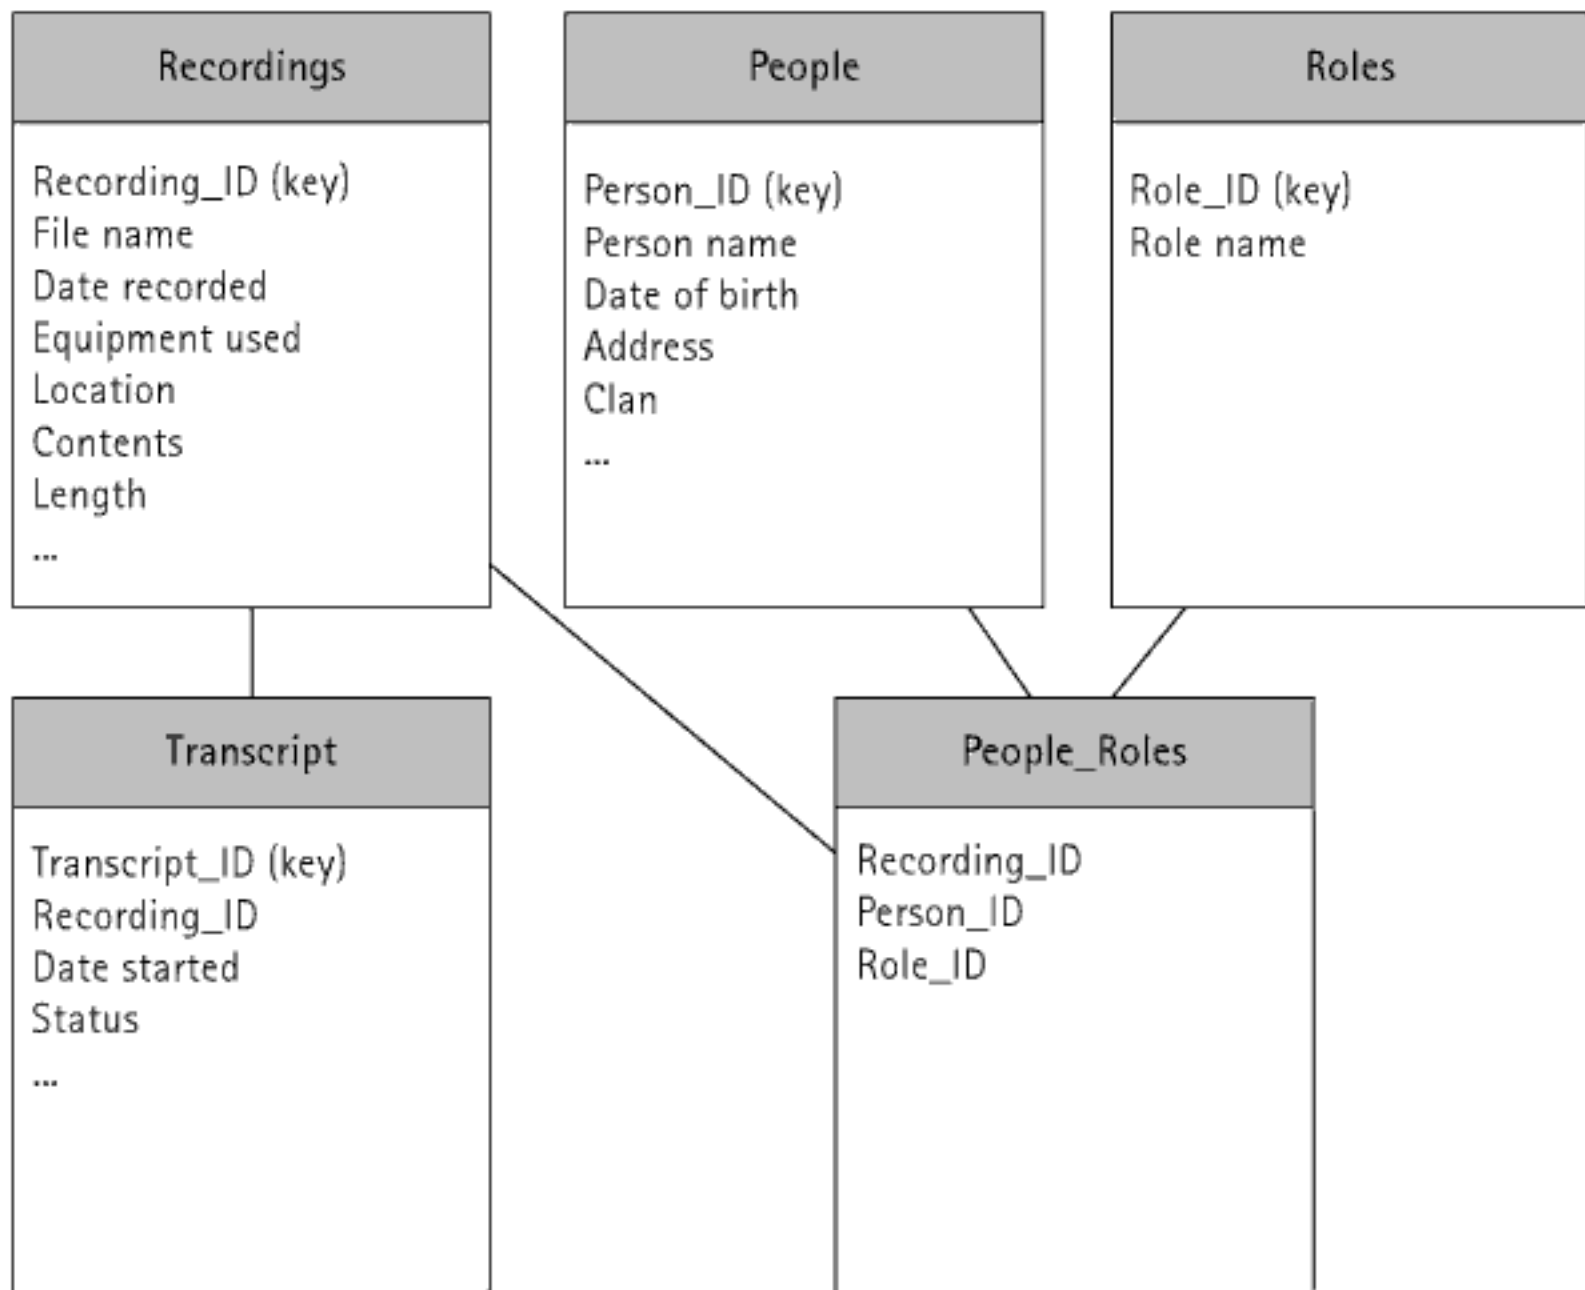 Recordings
Recording_ID (key)
File name
Date recorded
Equipment used
Location
Contents
Length
...
People
Person_ID (key)
Person name
Date of birth
Address
Clan
...
Roles
Role_ID (key)
Role name
Transcript
Transcript_ID (key)
Recording_ID
Date started
Status
...
People_Roles
Recording_ID
Person_ID
Role_ID